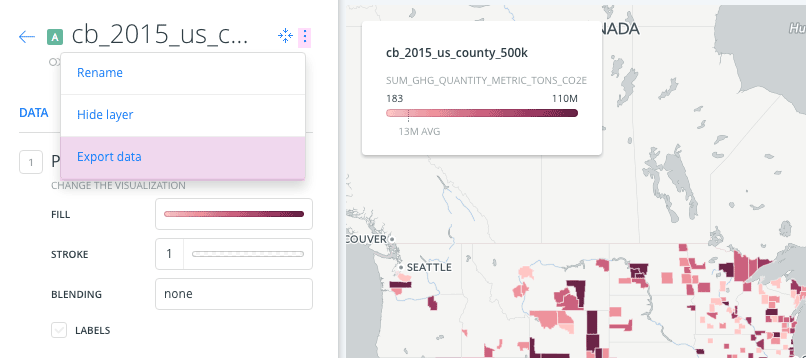 A cb_2015_us_c...
Rename
Hide layer
Export data
DATA
1 P
CHANGE THE VISUALIZATION
FILL
STROKE 1
BLENDING none
LABELS
cb_2015_us_county_500k
SUM_GHG_QUANTITY_METRIC_TONS_CO2E
183 110M
13M AVG
NADA
Hu
COUVER
SEATTLE